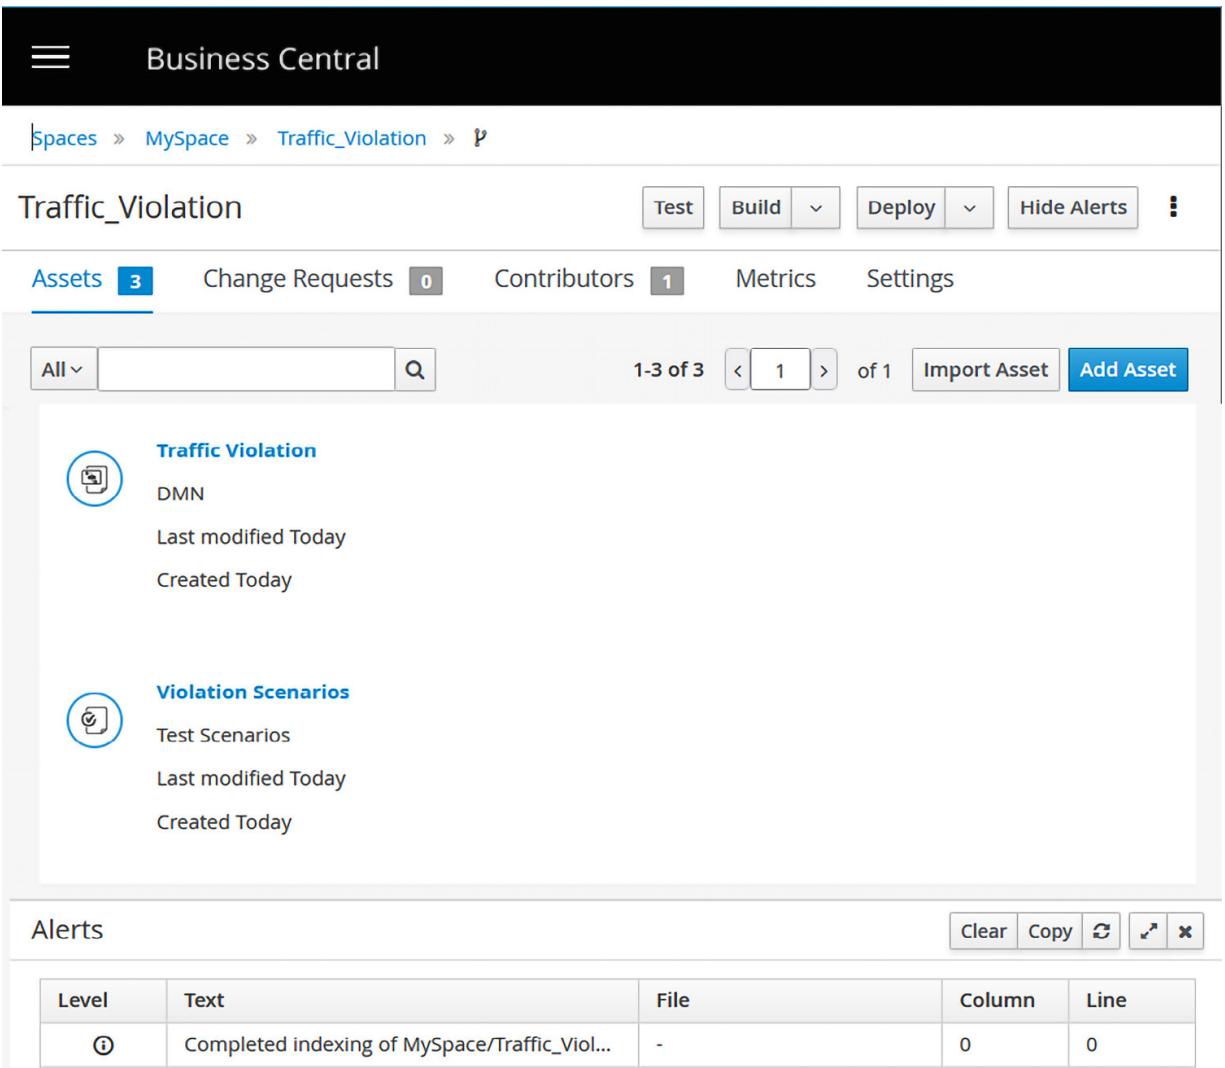 Business Central
Spaces » MySpace » Traffic_Violation »
Traffic_Violation Test Build Deploy Hide Alerts
Assets 3 Change Requests 0 Contributors 1 Metrics Settings
All 1-3 of 3 1 of 1 Import Asset Add Asset
Traffic Violation
DMN
Last modified Today
Created Today
Violation Scenarios
Test Scenarios
Last modified Today
Created Today
Alerts Clear Copy
Level Text File Column Line
Completed indexing of MySpace/Traffic_Viol... - 0 0